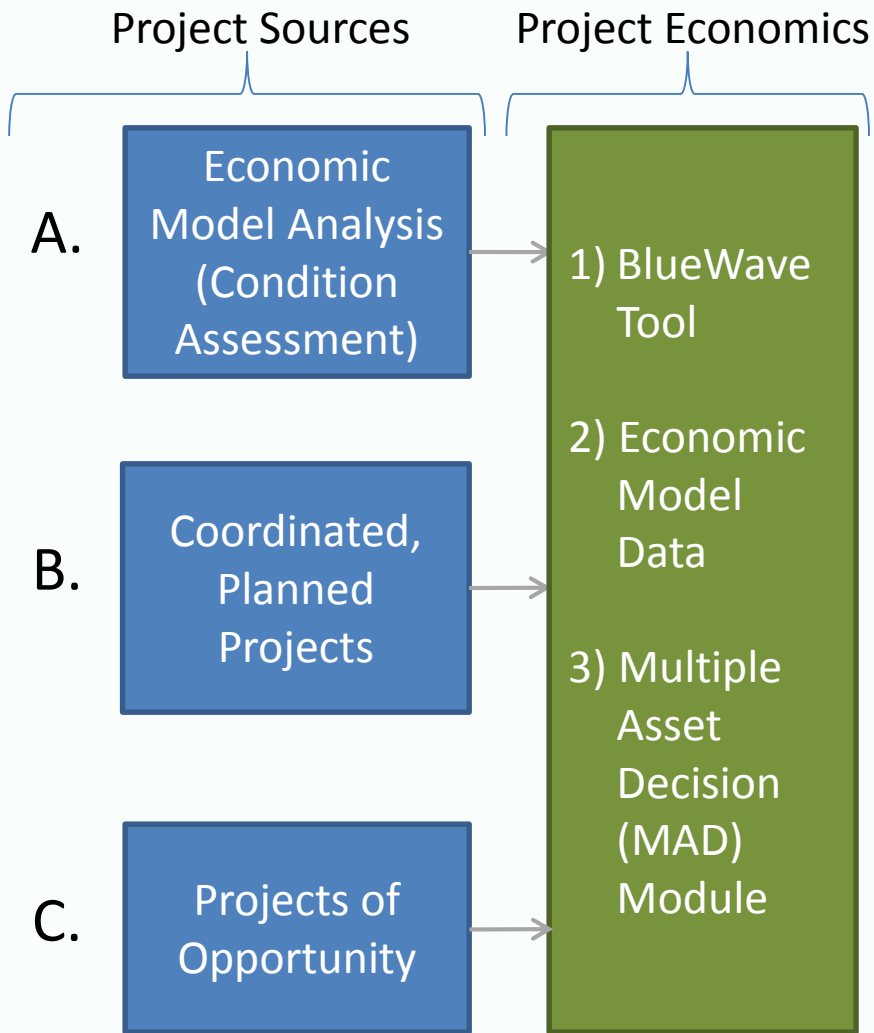 Project Sources
Project Economics
A.
Economic
Model Analysis
(Condition
Assessment)
B.
Coordinated,
Planned
Projects
C.
Projects of
Opportunity
1) BlueWave
Tool
2) Economic
Model
Data
3) Multiple
Asset
Decision
(MAD)
Module